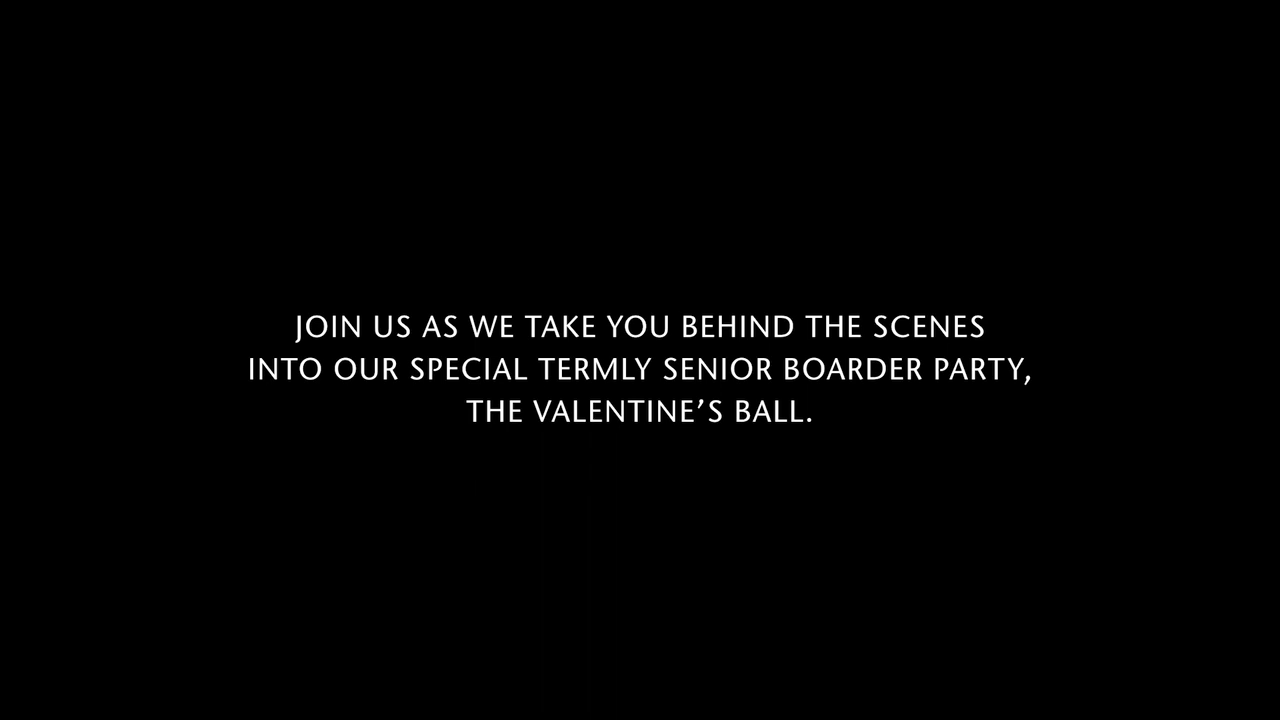 JOIN US AS WE TAKE YOU BEHIND THE SCENES
INTO OUR SPECIAL TERMLY SENIOR BOARDER PARTY,
THE VALENTINE’S BALL.